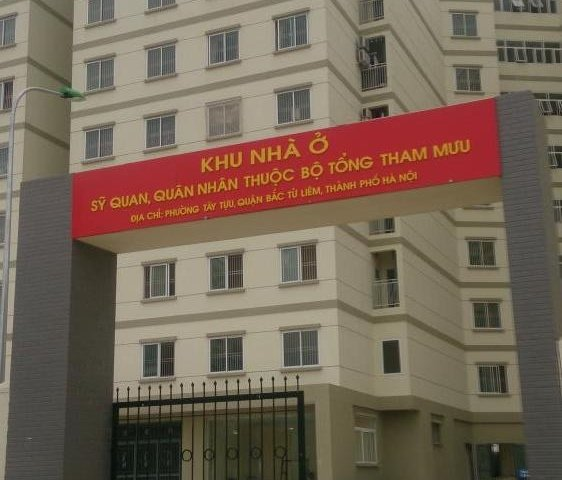 KHU NHÀ Ở
SỸ QUAN, QUÂN NHÂN THUỘC BỘ TỔNG THAM MƯU
ĐỊA CHỈ: PHƯỜNG TÂY TỰU, QUẬN BẮC TỪ LIÊM, THÀNH PHỐ HÀ NỘI